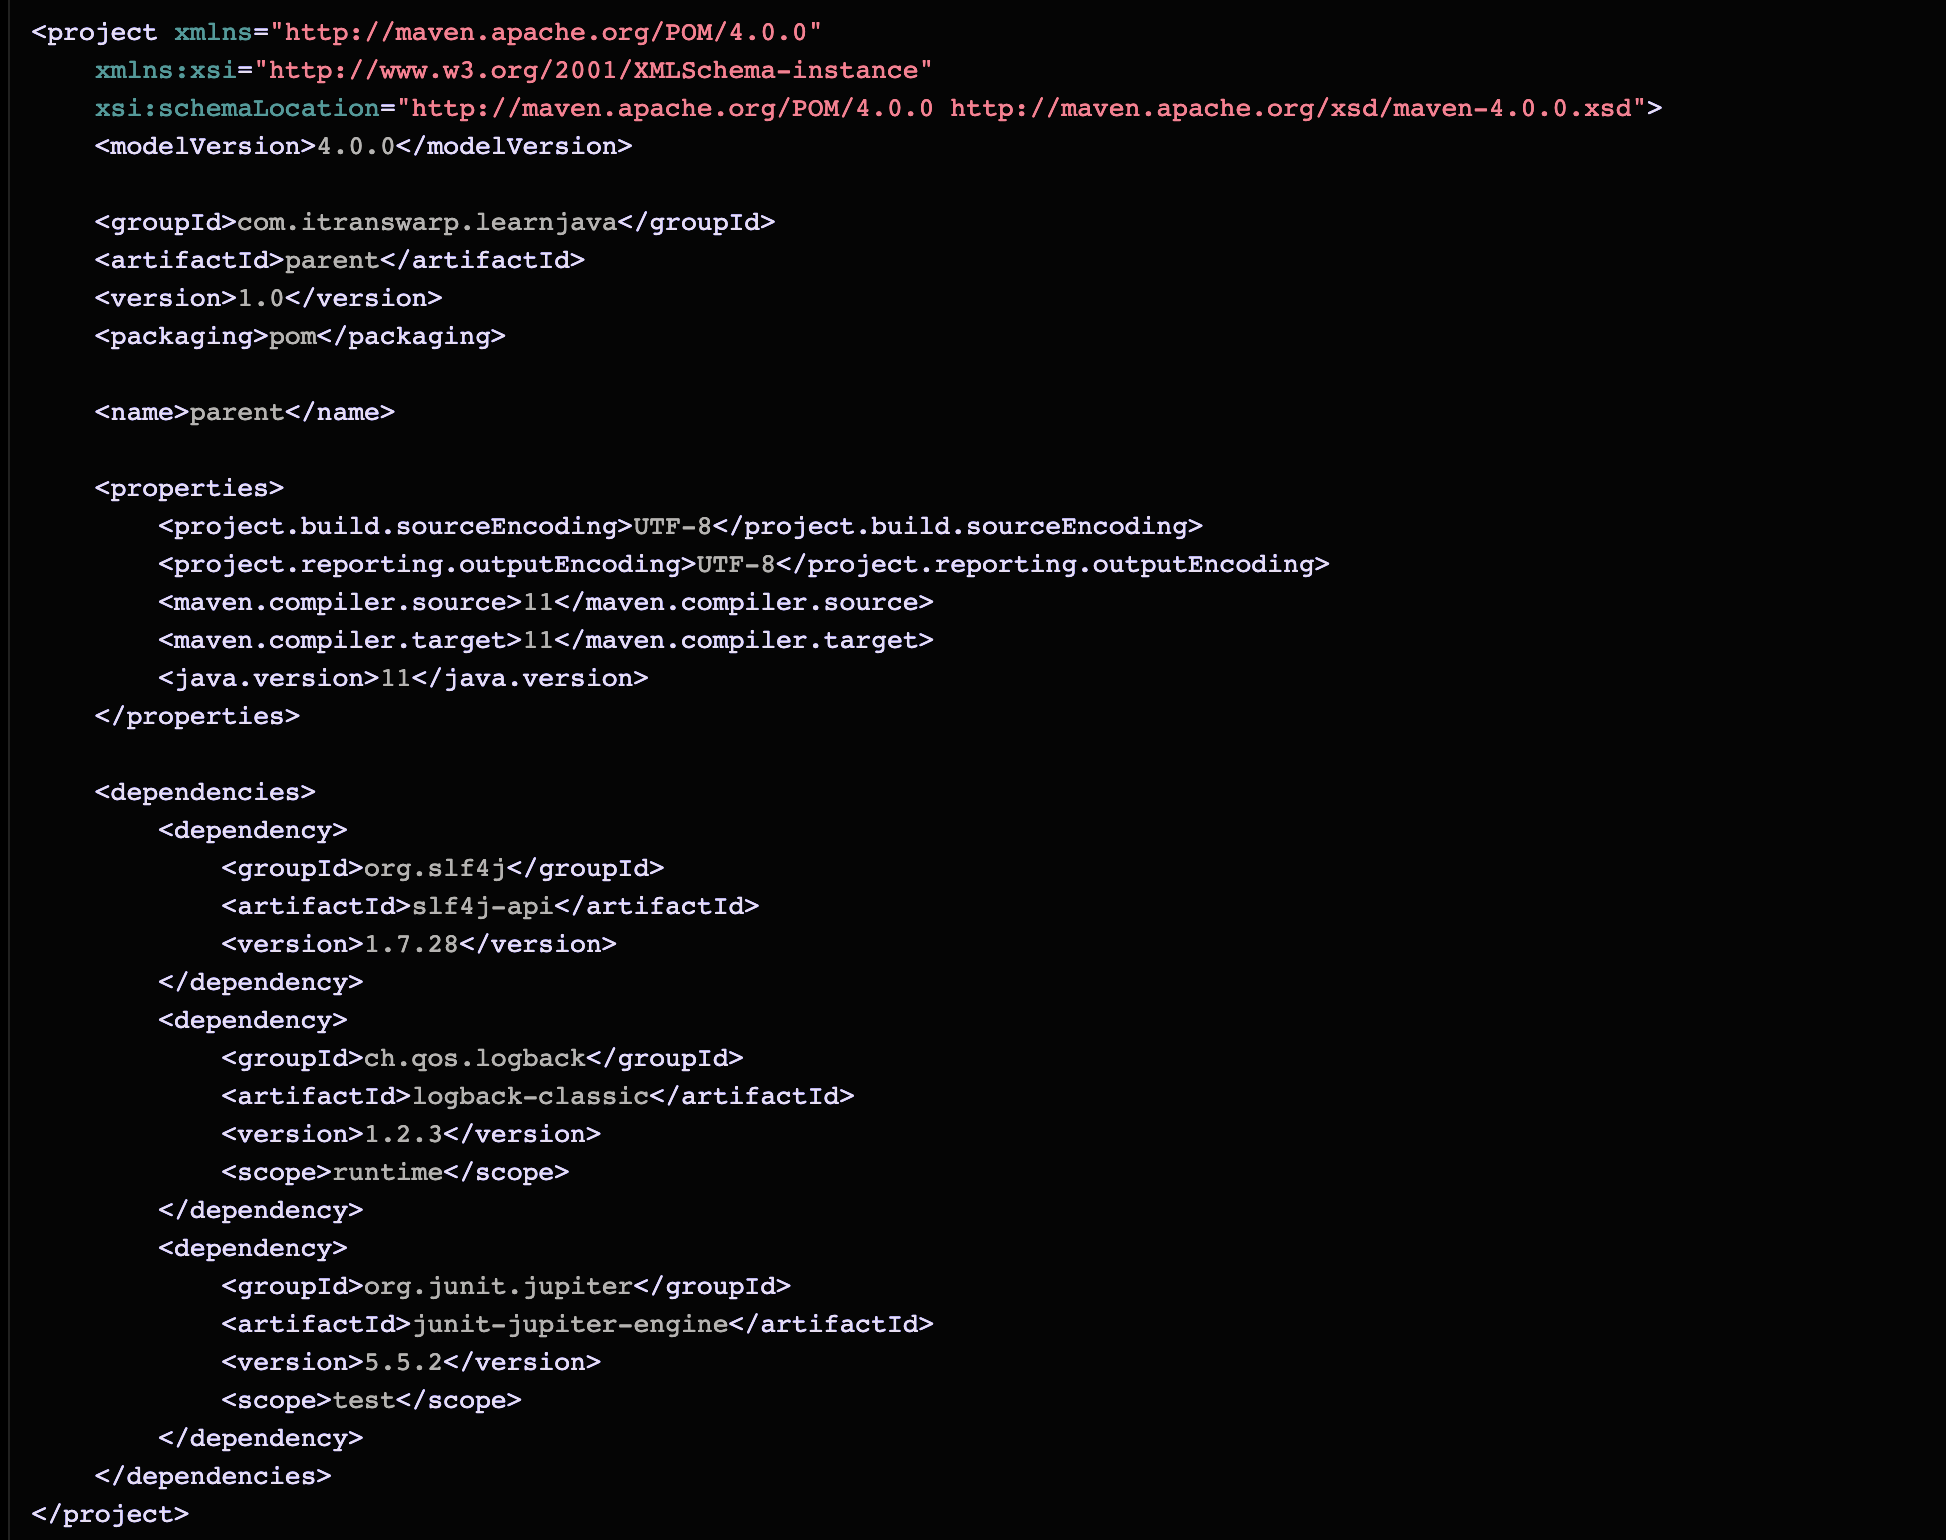 <project xmlns="http://maven.apache.org/POM/4.0.0"
    xmlns:xsi="http://www.w3.org/2001/XMLSchema-instance"
    xsi:schemaLocation="http://maven.apache.org/POM/4.0.0 http://maven.apache.org/xsd/maven-4.0.0.xsd">
    <modelVersion>4.0.0</modelVersion>

    <groupId>com.itranswarp.learnjava</groupId>
    <artifactId>parent</artifactId>
    <version>1.0</version>
    <packaging>pom</packaging>

    <name>parent</name>

    <properties>
        <project.build.sourceEncoding>UTF-8</project.build.sourceEncoding>
        <project.reporting.outputEncoding>UTF-8</project.reporting.outputEncoding>
        <maven.compiler.source>11</maven.compiler.source>
        <maven.compiler.target>11</maven.compiler.target>
        <java.version>11</java.version>
    </properties>

    <dependencies>
        <dependency>
            <groupId>org.slf4j</groupId>
            <artifactId>slf4j-api</artifactId>
            <version>1.7.28</version>
        </dependency>
        <dependency>
            <groupId>ch.qos.logback</groupId>
            <artifactId>logback-classic</artifactId>
            <version>1.2.3</version>
            <scope>runtime</scope>
        </dependency>
        <dependency>
            <groupId>org.junit.jupiter</groupId>
            <artifactId>junit-jupiter-engine</artifactId>
            <version>5.5.2</version>
            <scope>test</scope>
        </dependency>
    </dependencies>
</project>